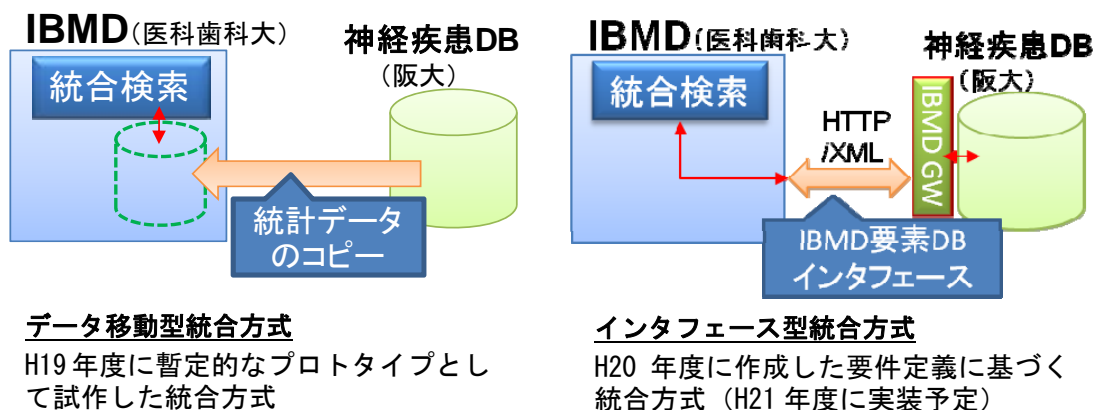 IBMD(医科歯科大)
神経疾患DB
(阪大)
統合検索
統計データ
のコピー
データ移動型統合方式
H19年度に暫定的なプロトタイプとし
て試作した統合方式
IBMD(医科歯科大)
神経疾患DB
(阪大)
統合検索
HTTP
/XML
IBMD GW
IBMD要素DB
インタフェース
インタフェース型統合方式
H20 年度に作成した要件定義に基づく
統合方式（H21年度に実装予定）